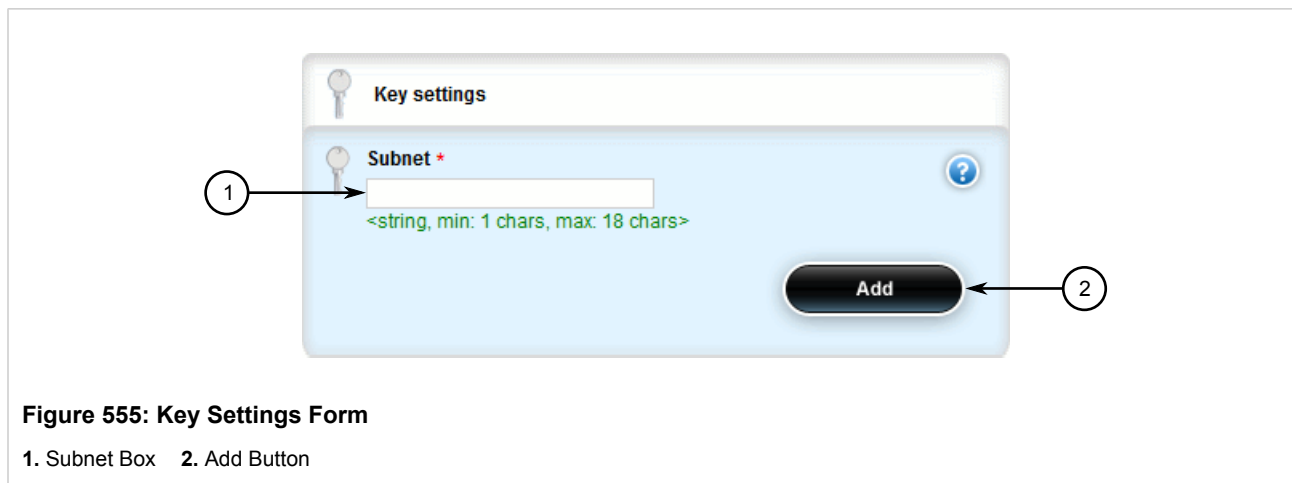 Key settings
Subnet *
?
1
<string, min: 1 chars, max: 18 chars>
Add
2
Figure 555: Key Settings Form
1. Subnet Box 2. Add Button